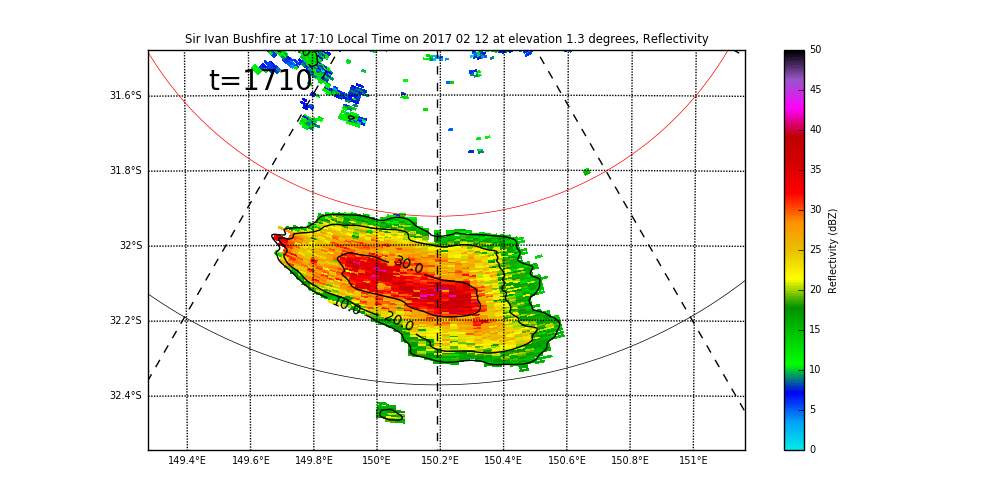 Sir Ivan Bushfire at 17:10 Local Time on 2017 02 12 at elevation 1.3 degrees, Reflectivity
t=1710
31.6°S
31.8°S
32°S
32.2°S
32.4°S
30.0
10.0
20.0
149.4°E 149.6°E 149.8°E 150°E 150.2°E 150.4°E 150.6°E 150.8°E 151°E
50
45
40
35
30
25
20
15
10
5
0
Reflectivity (dBZ)